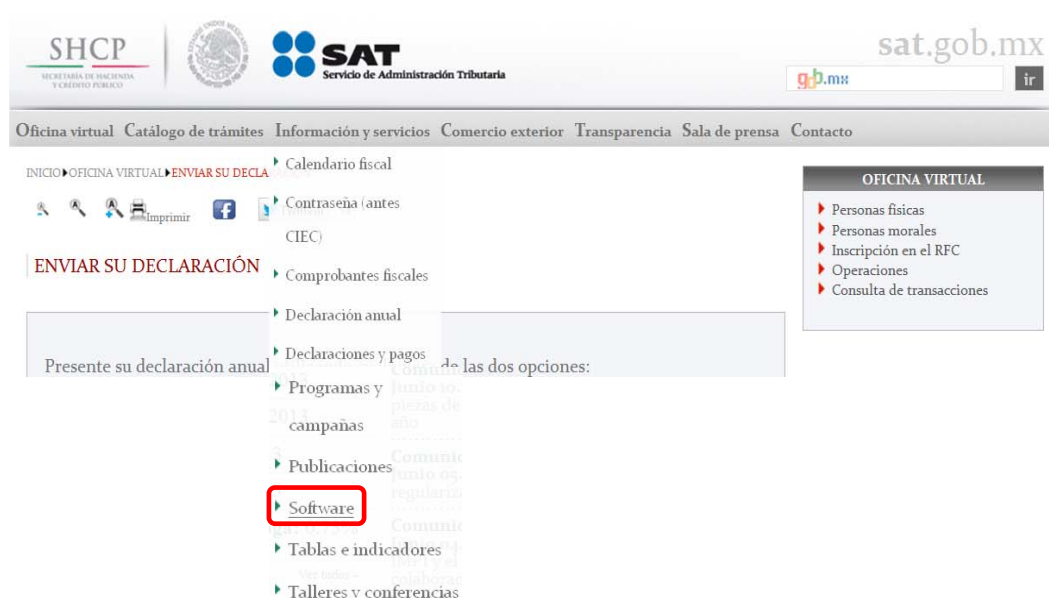 SHCP
SECRETARÍA DE HACIENDA
Y CRÉDITO PÚBLICO
SAT
Servicio de Administración Tributaria
sat.gob.mx
gob.mx
ir
Oficina virtual Catálogo de trámites Información y servicios Comercio exterior Transparencia Sala de prensa Contacto
INICIO OFICINA VIRTUAL ENVIAR SU DECLA
Imprimir
ENVIAR SU DECLARACIÓN
Calendario fiscal
Contraseña (antes
CIEC)
Comprobantes fiscales
Declaración anual
Declaraciones y pagos
Presente su declaración anual de las dos opciones:
Programas y
campañas
Publicaciones
Software
Tablas e indicadores
Talleres y conferencias
OFICINA VIRTUAL
Personas físicas
Personas morales
Inscripción en el RFC
Operaciones
Consulta de transacciones